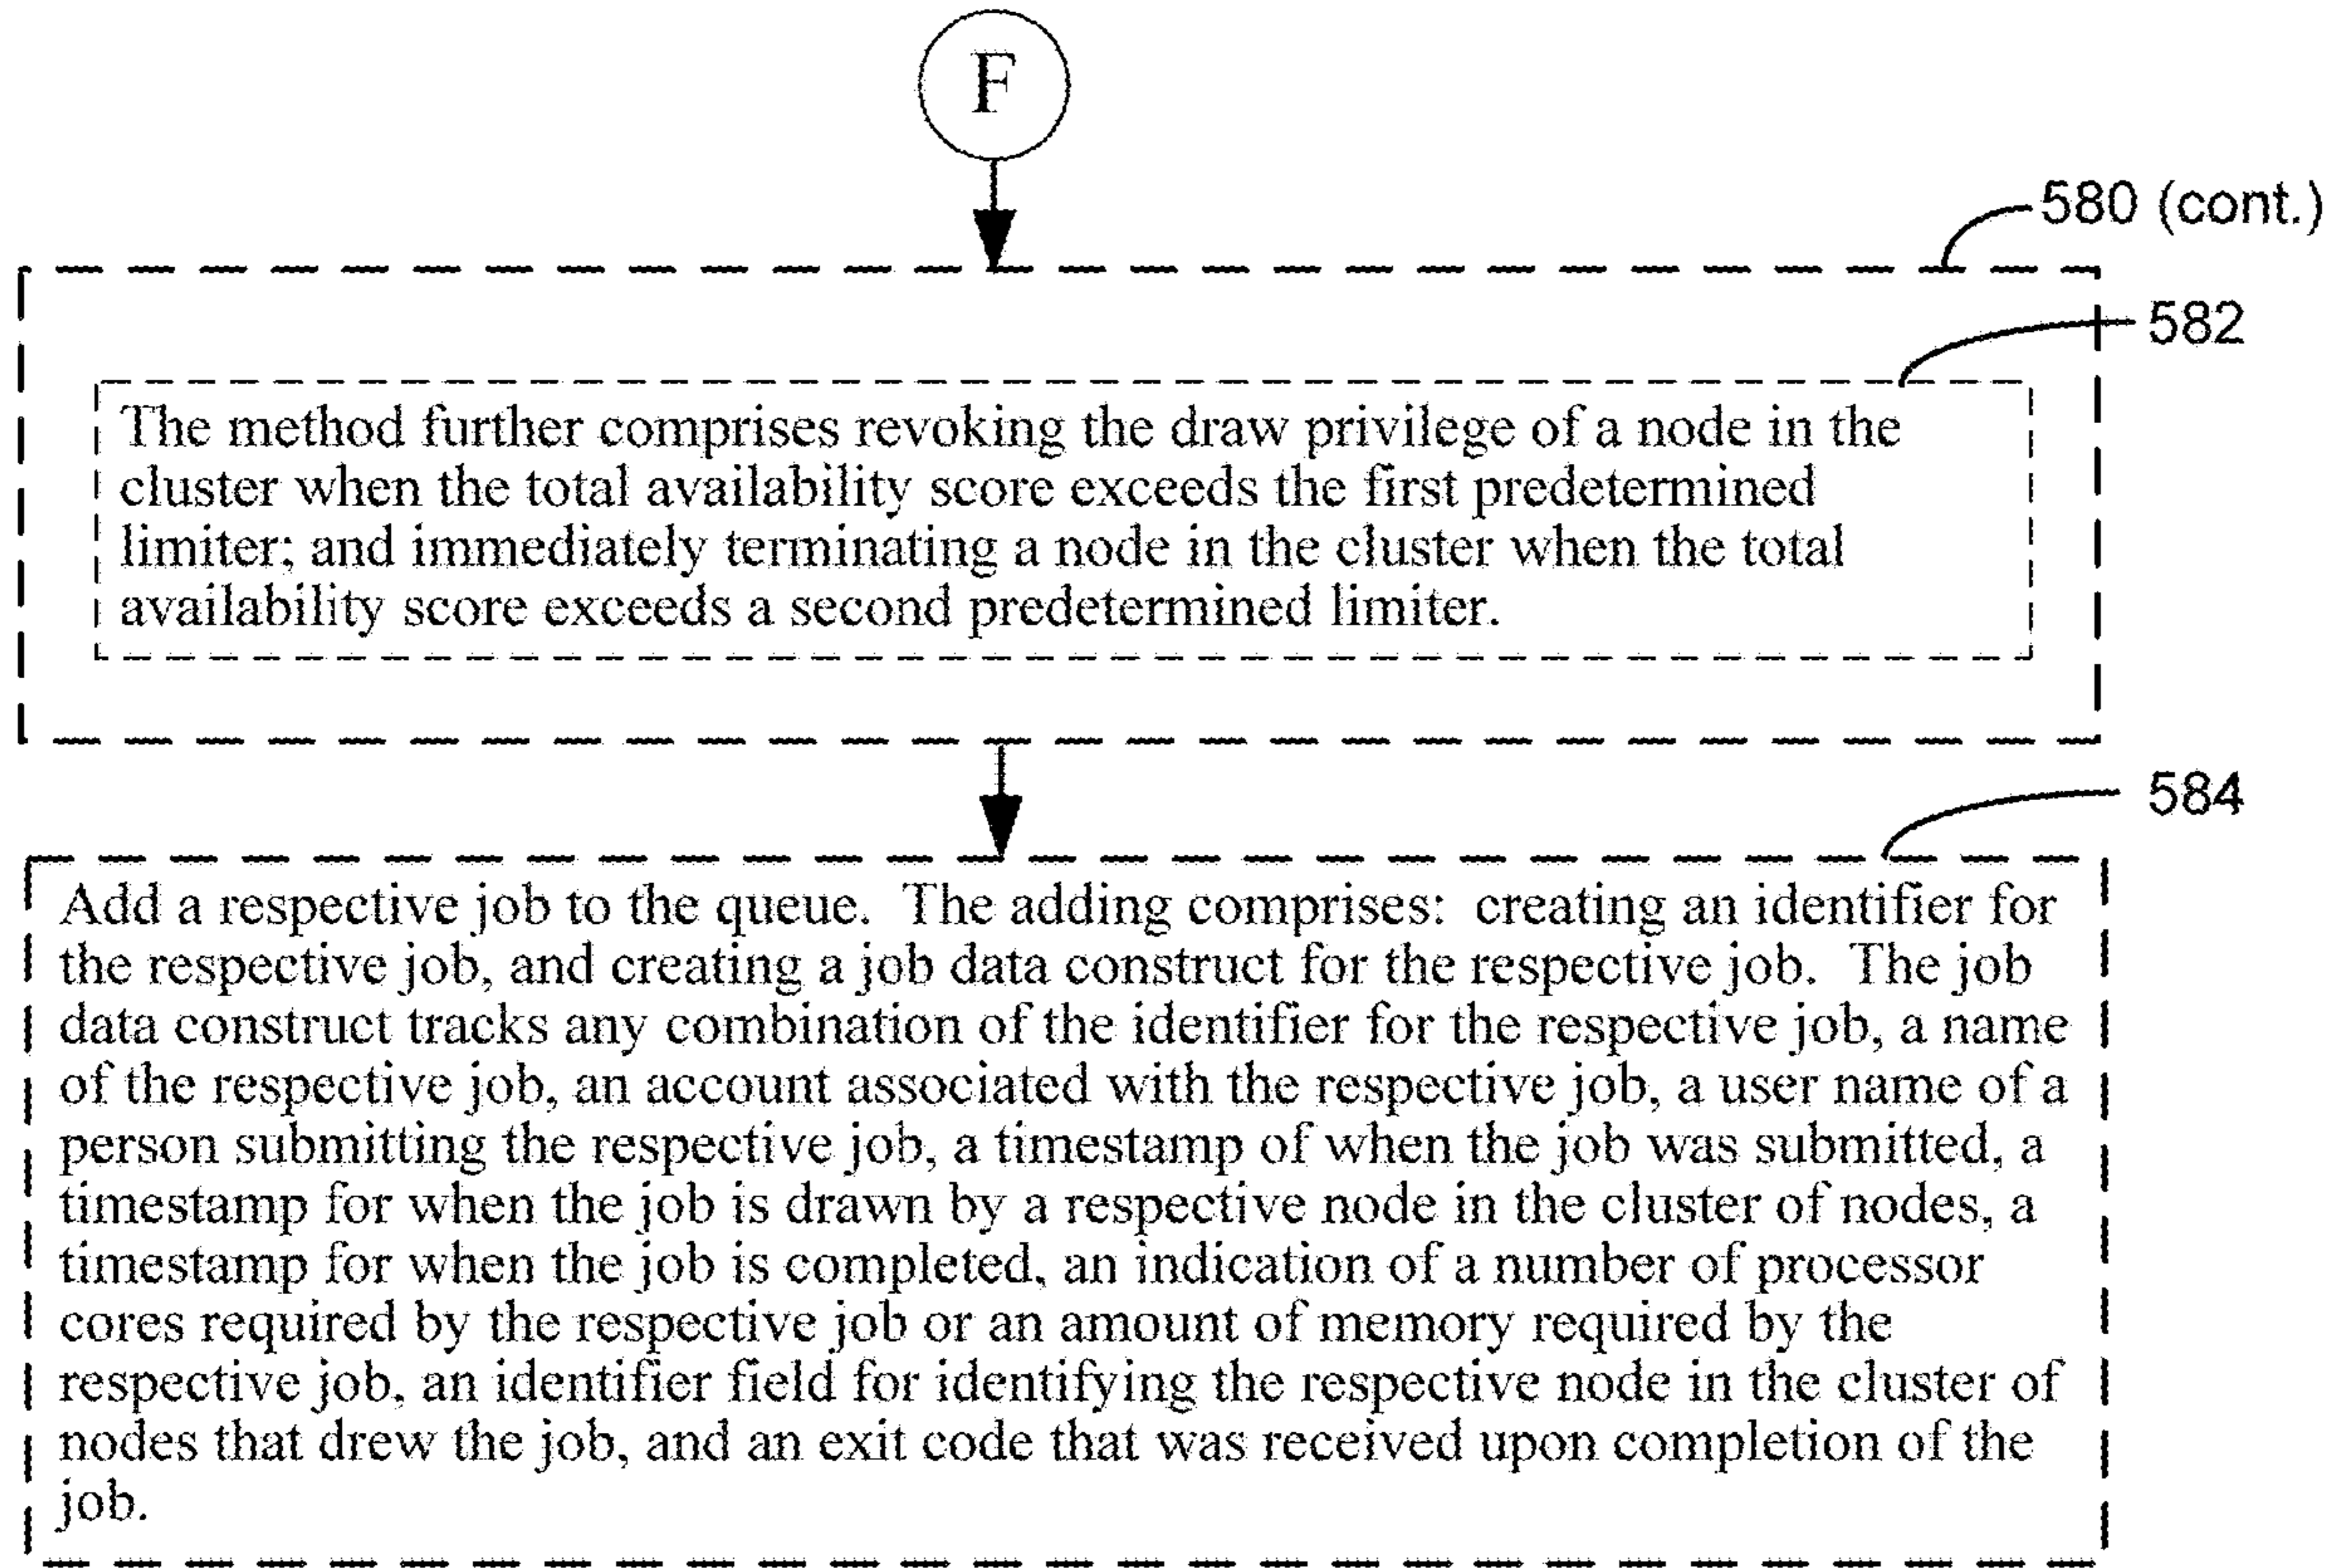 F
580 (cont.)
582
The method further comprises revoking the draw privilege of a node in the
cluster when the total availability score exceeds the first predetermined
limiter; and immediately terminating a node in the cluster when the total
availability score exceeds a second predetermined limiter.
584
Add a respective job to the queue.  The adding comprises:  creating an identifier for
the respective job, and creating a job data construct for the respective job.  The job
data construct tracks any combination of the identifier for the respective job, a name
of the respective job, an account associated with the respective job, a user name of a
person submitting the respective job, a timestamp of when the job was submitted, a
timestamp for when the job is drawn by a respective node in the cluster of nodes, a
timestamp for when the job is completed, an indication of a number of processor
cores required by the respective job or an amount of memory required by the
respective job, an identifier field for identifying the respective node in the cluster of
nodes that drew the job, and an exit code that was received upon completion of the
job.